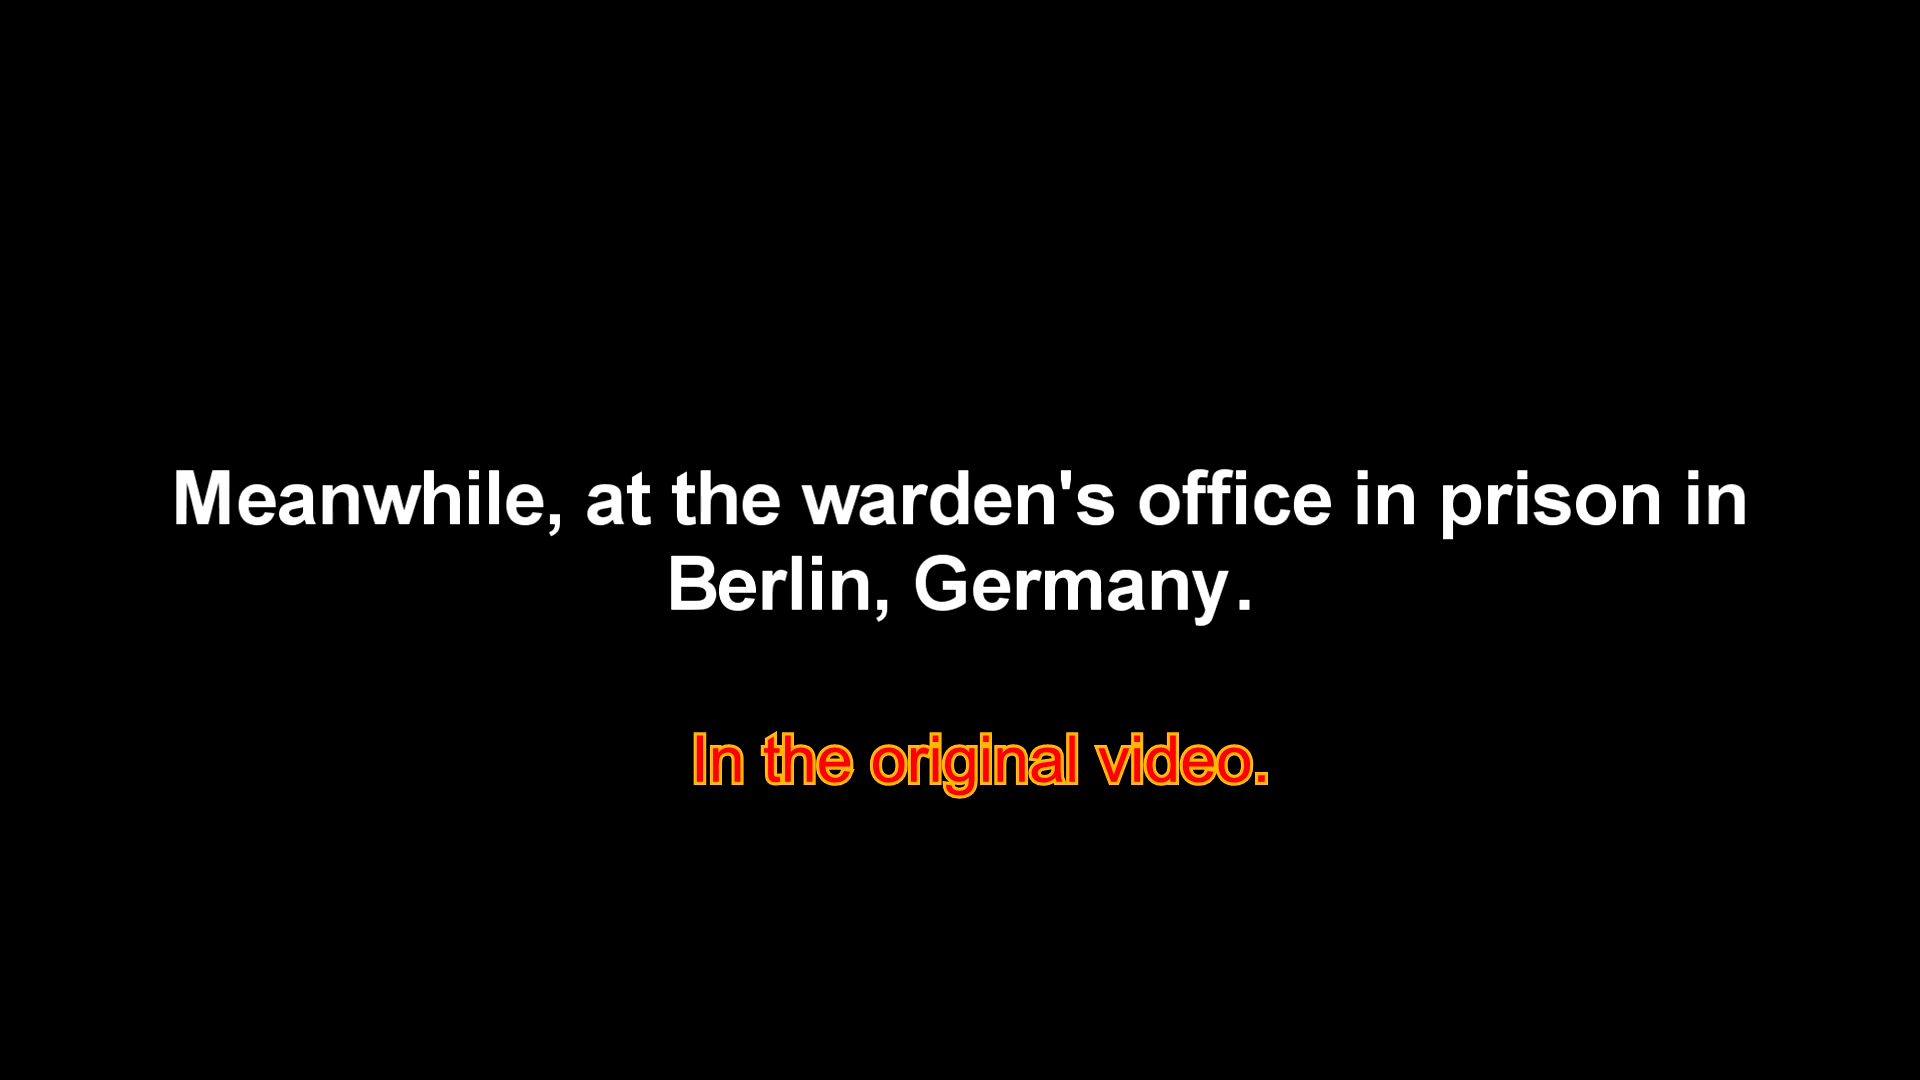 Meanwhile, at the warden's office in prison in
Berlin, Germany.
In the original video.